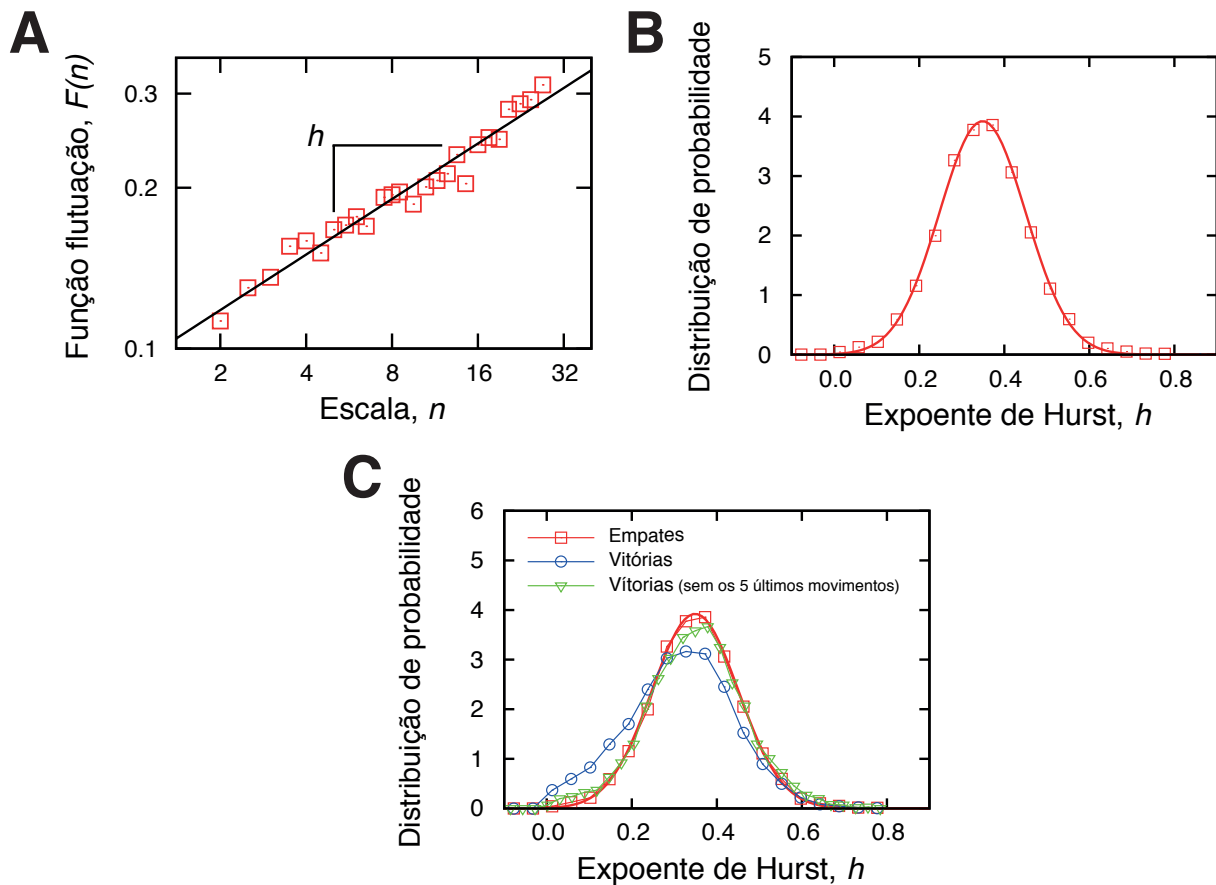 A
Função flutuação, F(n)
0.3
0.2
0.1
h
2 4 8 16 32
Escala, n
B
Distribuição de probabilidade
5
4
3
2
1
0
0.0 0.2 0.4 0.6 0.8
Expoente de Hurst, h
C
Distribuição de probabilidade
6
5
4
3
2
1
0
Empates
Vitórias
Vítorias (sem os 5 últimos movimentos)
0.0 0.2 0.4 0.6 0.8
Expoente de Hurst, h